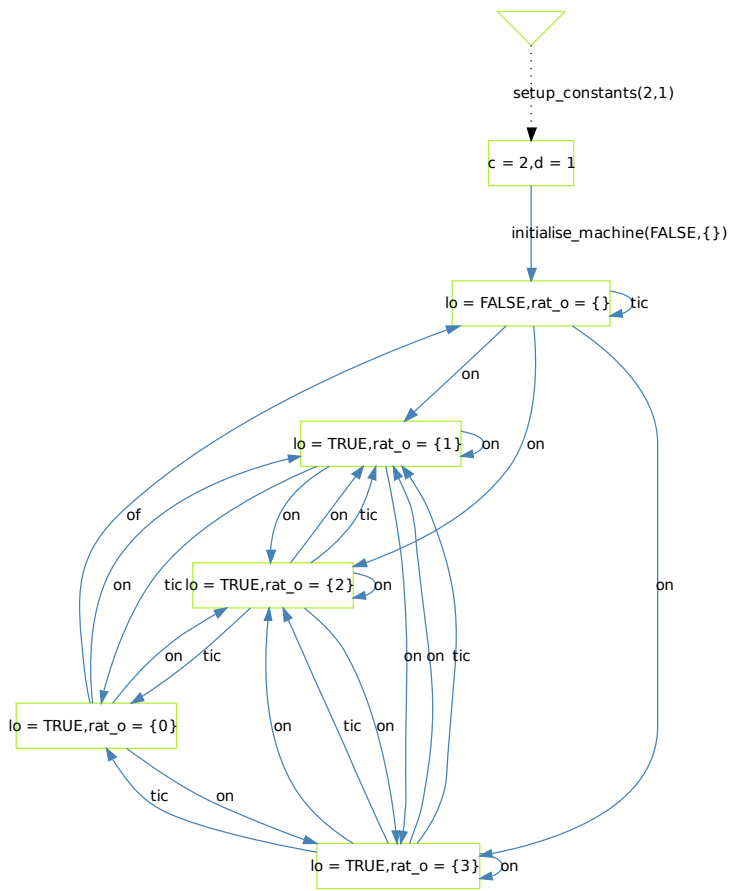 setup_constants(2,1)
c = 2,d = 1
initialise_machine(FALSE,{})
lo = FALSE,rat_o = {}
tic
on
lo = TRUE,rat_o = {1}
on
on
of
on
on
tic
on
tic
lo = TRUE,rat_o = {2}
on
on
on
tic
on
on
tic
lo = TRUE,rat_o = {0}
on
tic
on
tic
on
lo = TRUE,rat_o = {3}
on